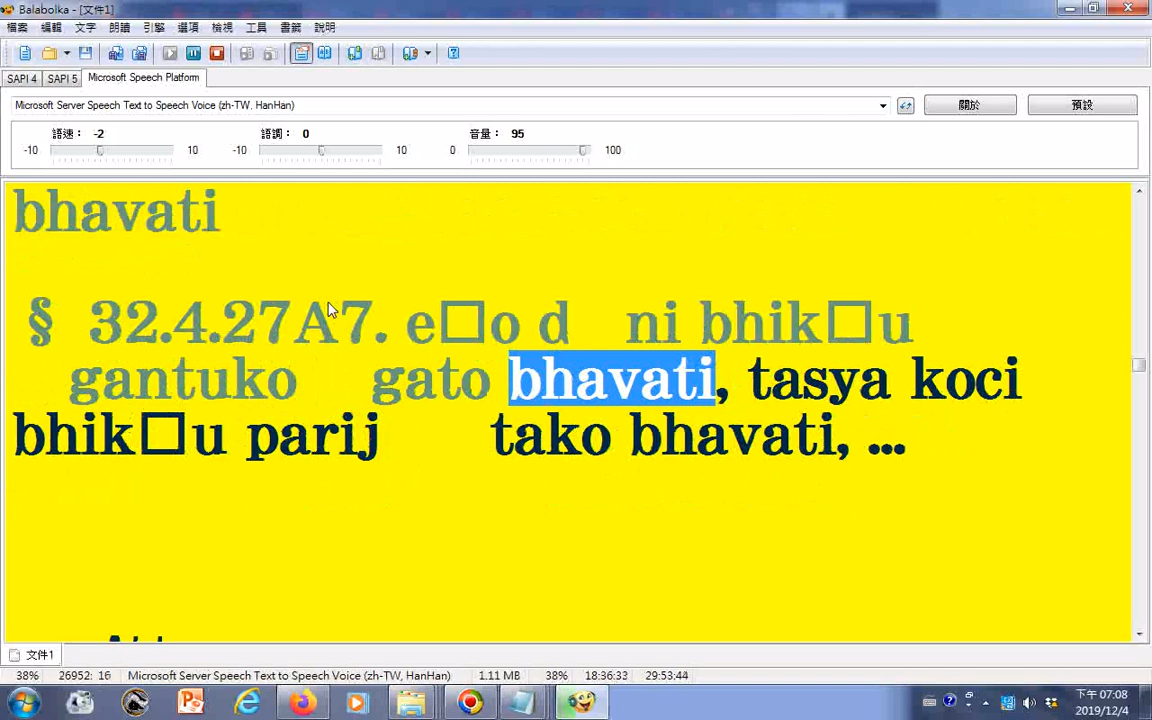 Balabolka - [文件1]
檔案 編輯 文字 朗讀 引擎 選項 檢視 工具 書籤 說明
SAPI 4 SAPI 5 Microsoft Speech Platform
Microsoft Server Speech Text to Speech Voice (zh-TW, HanHan) 關於 預設
語速： -2 語調： 0 音量： 95
-10 10 -10 10 0 100
bhavati
§ 32.4.27A7. e□o d ni bhik□u
gantuko gato bhavati, tasya koci
bhik□u parij tako bhavati, ...
文件1
38% 26952: 16 Microsoft Server Speech Text to Speech Voice (zh-TW, HanHan) 1.11 MB 38% 18:36:33 29:53:44
下午 07:08
2019/12/4